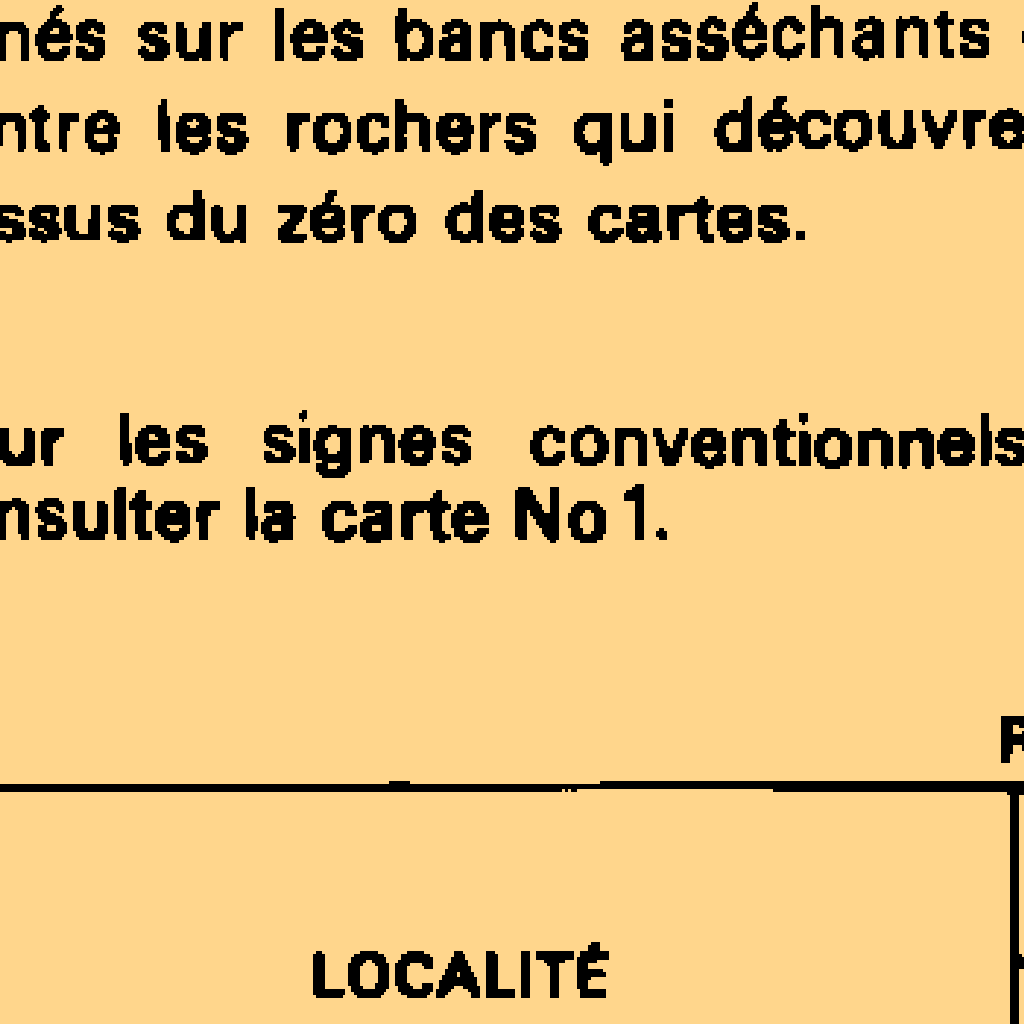 nés sur les bancs asséchants
ntre les rochers qui découvre
ssus du zéro des cartes.
ur les signes conventionnels
nsulter la carte No 1.
LOCALITÉ